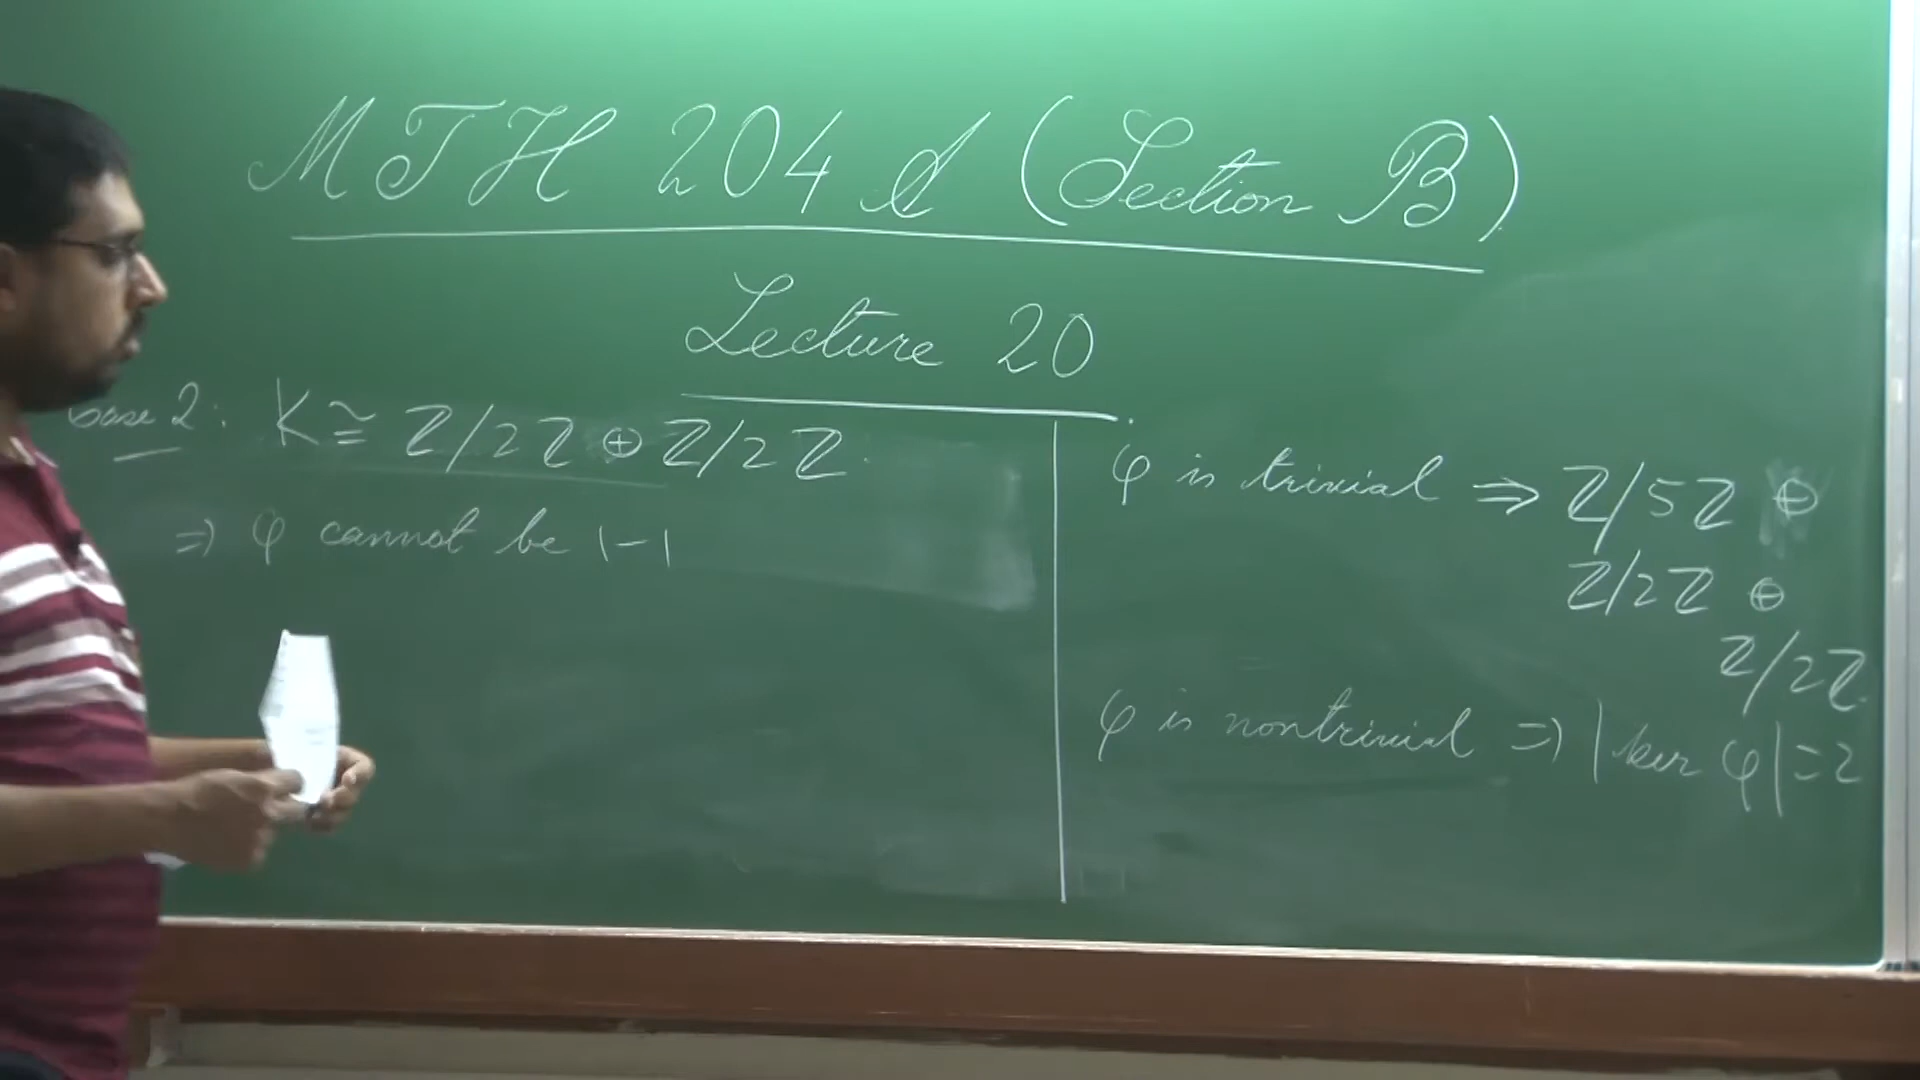 MTH 204 A (Section B)
Lecture 20
Case 2: K ≅ Z/2Z ⊕ Z/2Z.
⇒ φ cannot be 1-1
φ is trivial ⇒ Z/5Z ⊕
Z/2Z ⊕
Z/2Z.
φ is nontrivial ⇒ |ker φ| = 2